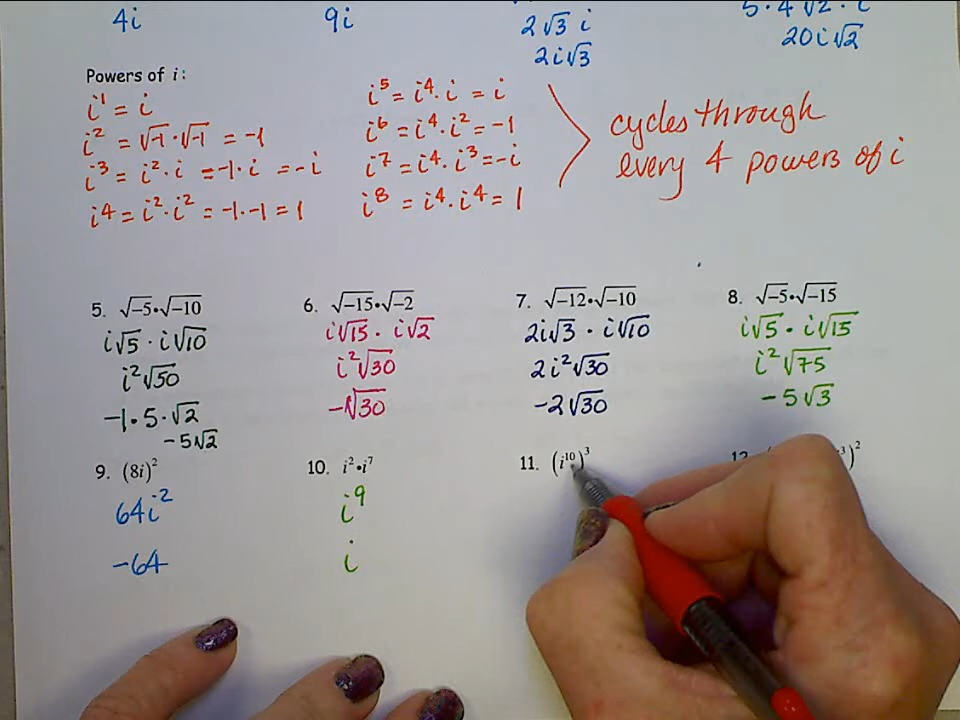 4i 9i 2√3 i 5·4√2·i
2i√3 20i√2
Powers of i:
i¹ = i i⁵ = i⁴·i = i
i² = √-1·√-1 = -1 i⁶ = i⁴·i² = -1
i³ = i²·i = -1·i = -i i⁷ = i⁴·i³ = -i
i⁴ = i²·i² = -1·-1 = 1 i⁸ = i⁴·i⁴ = 1
cycles through
every 4 powers of i
5. √-5•√-10 6. √-15•√-2 7. √-12•√-10 8. √-5•√-15
i√5·i√10 i√15·i√2 2i√3·i√10 i√5·i√15
i²√50 i²√30 2i²√30 i²√75
-1·5·√2 -√30 -2√30 -5√3
-5√2
9. (8i)² 10. i²•i⁷ 11. (i¹⁰)³ 12.
64i² i⁹
-64 i